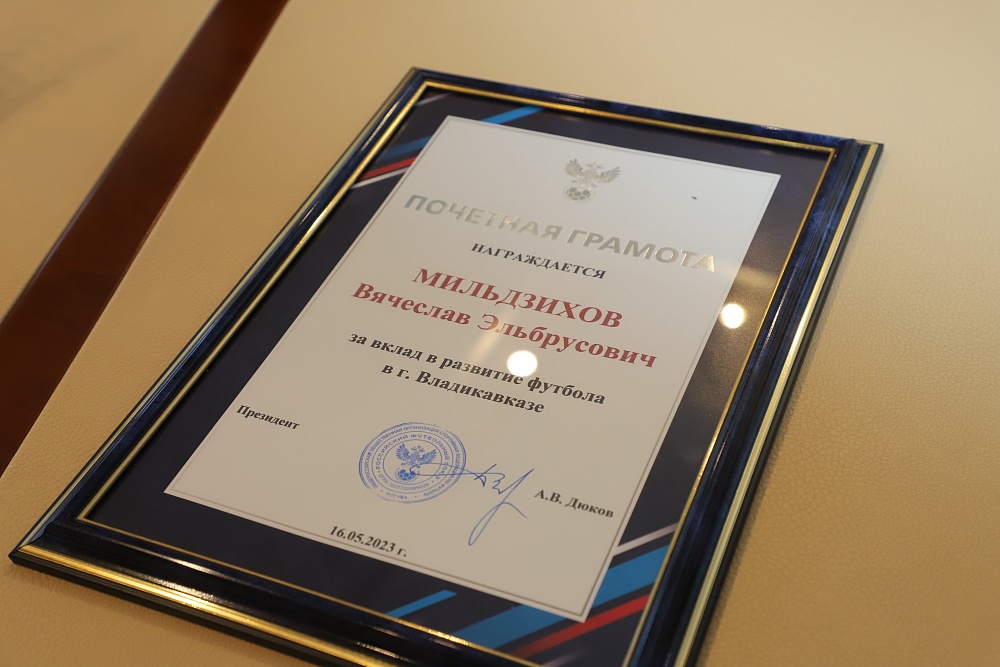 ПОЧЕТНАЯ ГРАМОТА
НАГРАЖДАЕТСЯ
МИЛЬДЗИХОВ
Вячеслав Эльбрусович
за вклад в развитие футбола
в г. Владикавказе
Президент
А.В. Дюков
16.05.2023 г.